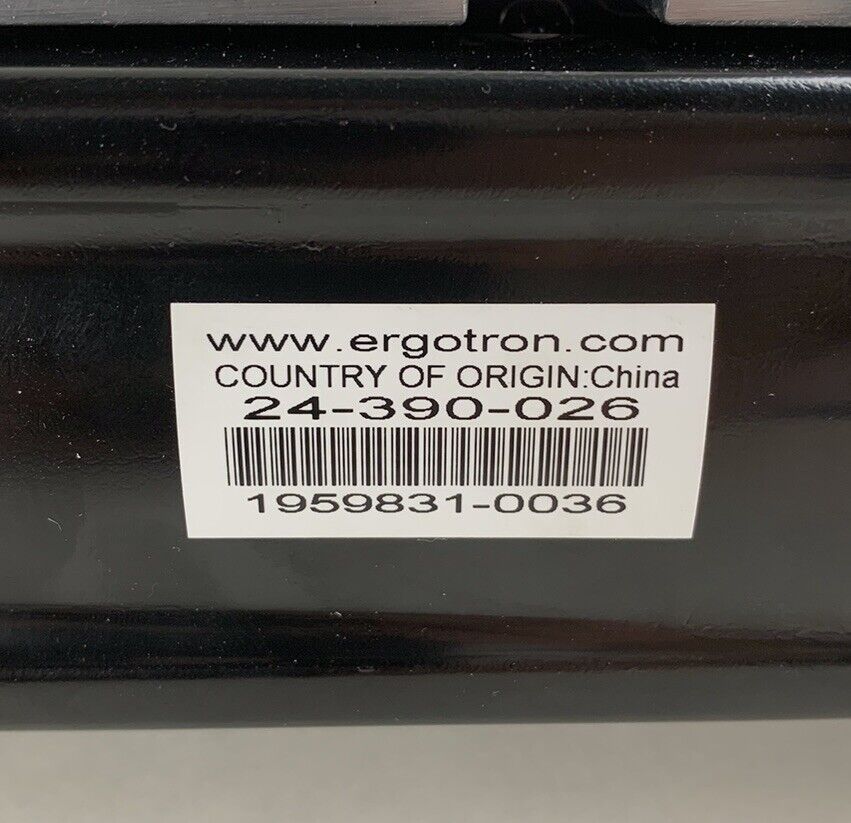 www.ergotron.com
COUNTRY OF ORIGIN:China
24-390-026
1959831-0036